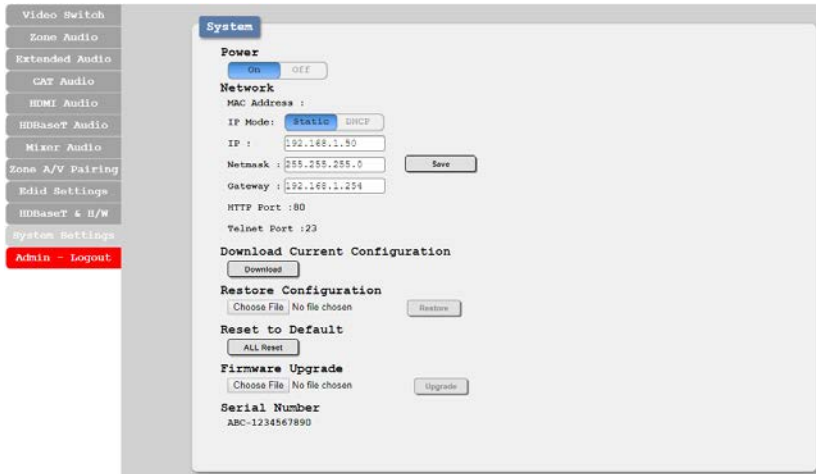 Video Switch
Zone Audio
Extended Audio
CAT Audio
HDMI Audio
HDBaseT Audio
Mixer Audio
Zone A/V Pairing
Edid Settings
HDBaseT & H/W
System Settings
Admin - Logout
System
Power
On Off
Network
MAC Address :
IP Mode: Static DHCP
IP : 192.168.1.50
Netmask : 255.255.255.0 Save
Gateway : 192.168.1.254
HTTP Port :80
Telnet Port :23
Download Current Configuration
Download
Restore Configuration
Choose File No file chosen Restore
Reset to Default
ALL Reset
Firmware Upgrade
Choose File No file chosen Upgrade
Serial Number
ABC-1234567890